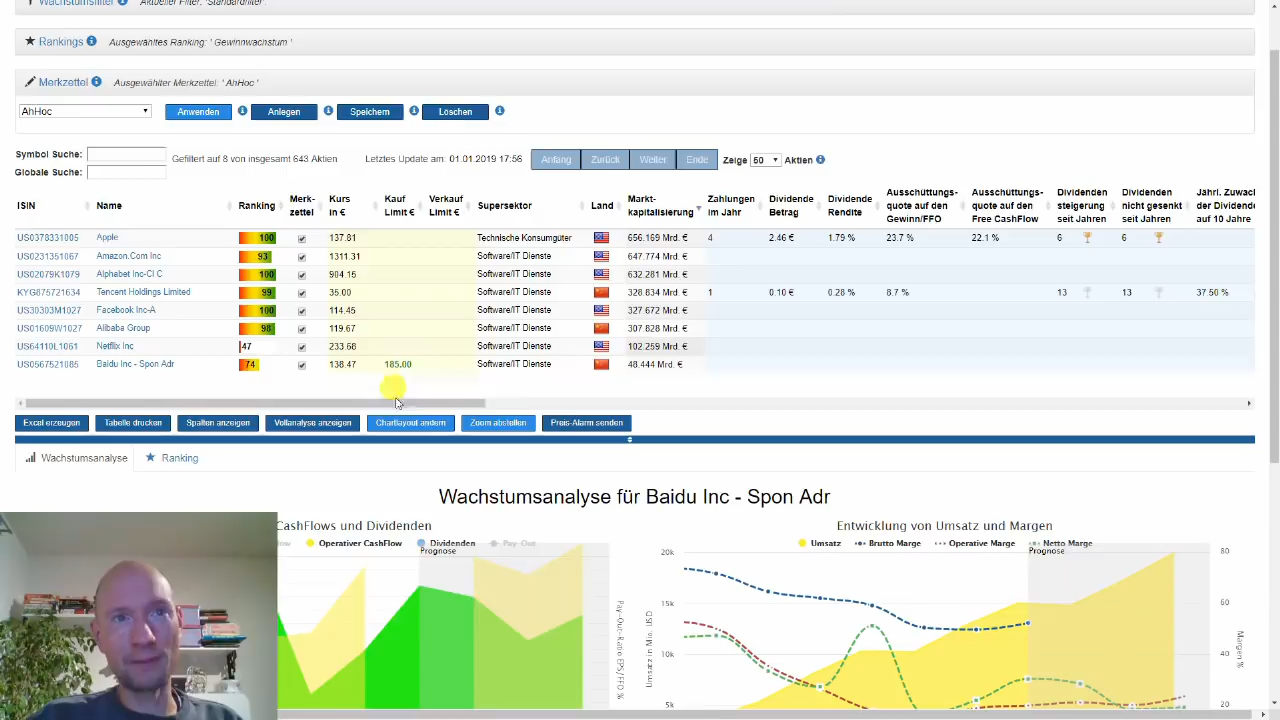 Wachstumsfilter Aktueller Filter: 'Standardfilter'
Rankings Ausgewähltes Ranking: ' Gewinnwachstum '
Merkzettel Ausgewählter Merkzettel: ' AhHoc'
AhHoc Anwenden Anlegen Speichern Löschen
Symbol Suche: Gefiltert auf 8 von insgesamt 643 Aktien Letztes Update am: 01.01.2019 17:56 Anfang Zurück Weiter Ende Zeige 50 Aktien
Globale Suche:
ISIN Name Ranking Merk-zettel Kurs in € Kauf Limit € Verkauf Limit € Supersektor Land Markt-kapitalisierung Zahlungen im Jahr Dividende Betrag Dividende Rendite Ausschüttungs-quote auf den Gewinn/FFO Ausschüttungs-quote auf den Free CashFlow Dividenden steigerung seit Jahren Dividenden nicht gesenkt seit Jahren Jährl. Zuwac der Dividende auf 10 Jahre
US0378331005 Apple 100 137.81 Technische Konsumgüter 656.169 Mrd. € 4 2.46 € 1.79 % 23.7 % 22.1 % 6 6
US0231351067 Amazon.Com Inc 93 1311.31 Software/IT Dienste 647.774 Mrd. €
US02079K1079 Alphabet Inc-Cl C 100 904.15 Software/IT Dienste 632.281 Mrd. €
KYG875721634 Tencent Holdings Limited 99 35.00 Software/IT Dienste 328.834 Mrd. € 1 0.10 € 0.28 % 8.7 % 13 13 37.50 %
US30303M1027 Facebook Inc-A 100 114.45 Software/IT Dienste 327.672 Mrd. €
US01609W1027 Alibaba Group 98 119.67 Software/IT Dienste 307.828 Mrd. €
US64110L1061 Netflix Inc 47 233.68 Software/IT Dienste 102.259 Mrd. €
US0567521085 Baidu Inc - Spon Adr 74 138.47 185.00 Software/IT Dienste 48.444 Mrd. €
Excel erzeugen Tabelle drucken Spalten anzeigen Vollanalyse anzeigen Chartlayout ändern Zoom abstellen Preis-Alarm senden
Wachstumsanalyse Ranking
Wachstumsanalyse für Baidu Inc - Spon Adr
CashFlows und Dividenden
Operativer CashFlow Dividenden Pay-Out
Prognose
Pay-Out-Ratio EPS/FFO %
Entwicklung von Umsatz und Margen
Umsatz Brutto Marge Operative Marge Netto Marge
Prognose
20k 80
15k 60
10k 40
5k 20
Umsatz in Mio. USD
Margen %